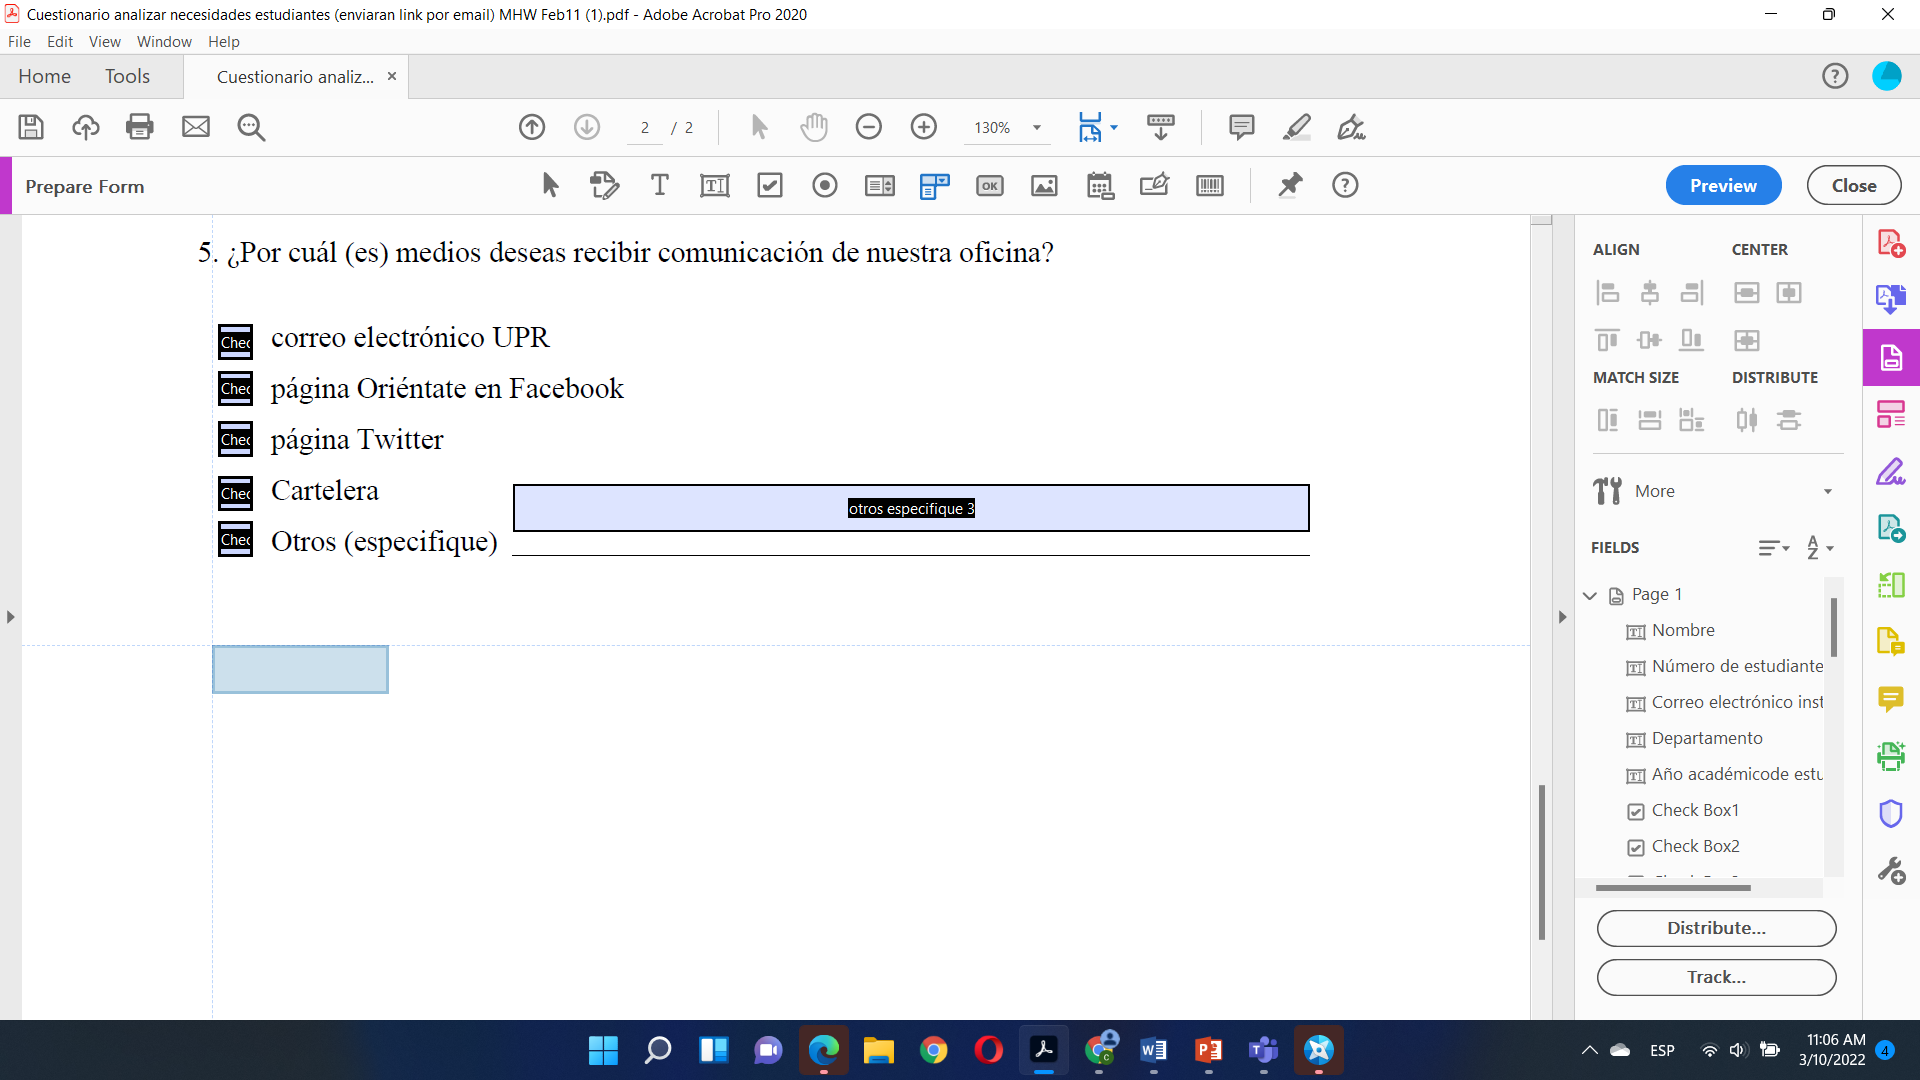 Cuestionario analizar necesidades estudiantes (enviaran link por email) MHW Feb11 (1).pdf - Adobe Acrobat Pro 2020
File Edit View Window Help
Home Tools Cuestionario analiz... ×
2 / 2 130%
Prepare Form
T OK
Preview Close
5. ¿Por cuál (es) medios deseas recibir comunicación de nuestra oficina?
Chec correo electrónico UPR
Chec página Oriéntate en Facebook
Chec página Twitter
Chec Cartelera
otros especifique 3
Chec Otros (especifique)
ALIGN CENTER
MATCH SIZE DISTRIBUTE
More
FIELDS
Page 1
Nombre
Número de estudiante
Correo electrónico inst
Departamento
Año académicode estu
Check Box1
Check Box2
Distribute...
Track...
ESP
11:06 AM
3/10/2022
4